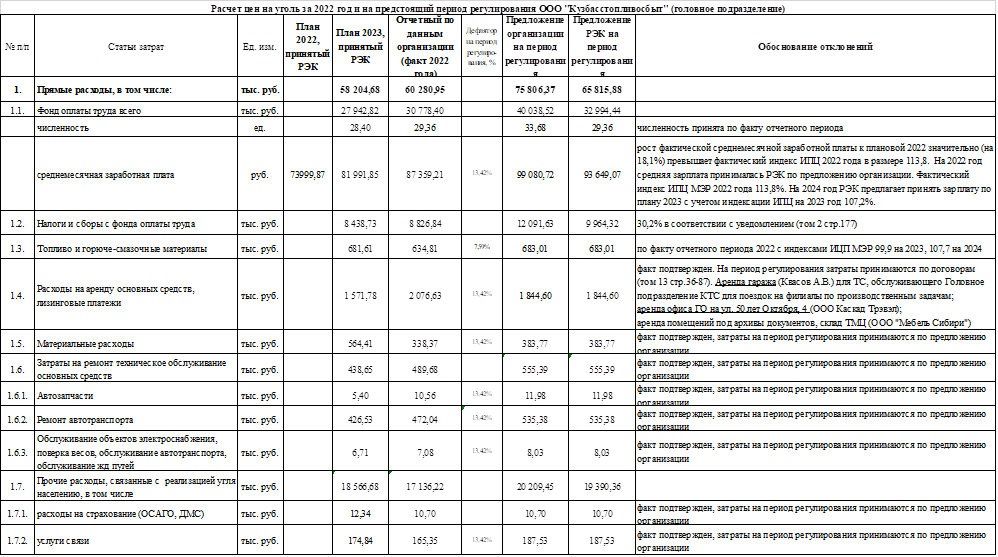 Расчет цен на уголь за 2022 год и на предстоящий период регулирования ООО "Кузбасстопливосбыт" (головное подразделение)
№ п/п
Статьи затрат
Ед. изм.
План
2022,
принятый
РЭК
План 2023,
принятый
РЭК
Отчетный по
данным
организации
(факт 2022
года)
Дефлятор
на период
регулиро-
вания, %
Предложение
организации
на период
регулировани
я
Предложение
РЭК на
период
регулировани
я
Обоснование отклонений
1. Прямые расходы, в том числе: тыс. руб. 58 204,68 60 280,95 75 806,37 65 815,88
1.1. Фонд оплаты труда всего тыс. руб. 27 942,82 30 778,40 40 038,52 32 994,44
численность ед. 28,40 29,36 33,68 29,36 численность принята по факту отчетного периода
среднемесячная заработная плата руб. 73999,87 81 991,85 87 359,21 13,42% 99 080,72 93 649,07
рост фактической среднемесячной заработной платы к плановой 2022 значительно (на
18,1%) превышает фактический индекс ИПЦ 2022 года в размере 113,8. На 2022 год
средняя зарплата принималась РЭК по предложению организации. Фактический
индекс ИПЦ МЭР 2022 года 113,8%. На 2024 год РЭК предлагает принять зарплату по
плану 2023 с учетом индексации ИПЦ на 2023 год 107,2%.
1.2. Налоги и сборы с фонда оплаты труда тыс. руб. 8 438,73 8 826,84 12 091,63 9 964,32 30,2% в соответствии с уведомлением (том 2 стр.177)
1.3. Топливо и горюче-смазочные материалы тыс. руб. 681,61 634,81 7,59% 683,01 683,01 по факту отчетного периода 2022 с индексами ИЦП МЭР 99,9 на 2023, 107,7 на 2024
1.4. Расходы на аренду основных средств,
лизинговые платежи
тыс. руб. 1 571,78 2 076,63 13,42% 1 844,60 1 844,60
факт подтвержден. На период регулирования затраты принимаются по договорам
(том 13 стр.36-87). Аренда гаража (Квасов А.В.) для ТС, обслуживающего Головное
подразделение КТС для поездок на филиалы по производственным задачам;
аренда офиса ГО на ул. 50 лет Октября, 4 (ООО Каскад Трэвэл);
аренда помещений под архивы документов, склад ТМЦ (ООО "Мебель Сибири")
1.5. Материальные расходы тыс. руб. 564,41 338,37 13,42% 383,77 383,77
факт подтвержден, затраты на период регулирования принимаются по предложению
организации
1.6. Затраты на ремонт техническое обслуживание
основных средств
тыс. руб. 438,65 489,68 555,39 555,39
факт подтвержден, затраты на период регулирования принимаются по предложению
организации
1.6.1. Автозапчасти тыс. руб. 5,40 10,56 13,42% 11,98 11,98
факт подтвержден, затраты на период регулирования принимаются по предложению
организации
1.6.2. Ремонт автотранспорта тыс. руб. 426,53 472,04 13,42% 535,38 535,38
факт подтвержден, затраты на период регулирования принимаются по предложению
организации
1.6.3. Обслуживание объектов электроснабжения,
поверка весов, обслуживание автотранспорта,
обслуживание жд путей
тыс. руб. 6,71 7,08 13,42% 8,03 8,03
факт подтвержден, затраты на период регулирования принимаются по предложению
организации
1.7. Прочие расходы, связанные с реализацией угля
населению, в том числе
тыс. руб. 18 566,68 17 136,22 20 209,45 19 390,36
1.7.1. расходы на страхование (ОСАГО, ДМС) тыс. руб. 12,34 10,70 10,70 10,70
факт подтвержден, затраты на период регулирования принимаются по предложению
организации
1.7.2. услуги связи тыс. руб. 174,84 165,35 13,42% 187,53 187,53
факт подтвержден, затраты на период регулирования принимаются по предложению
организации